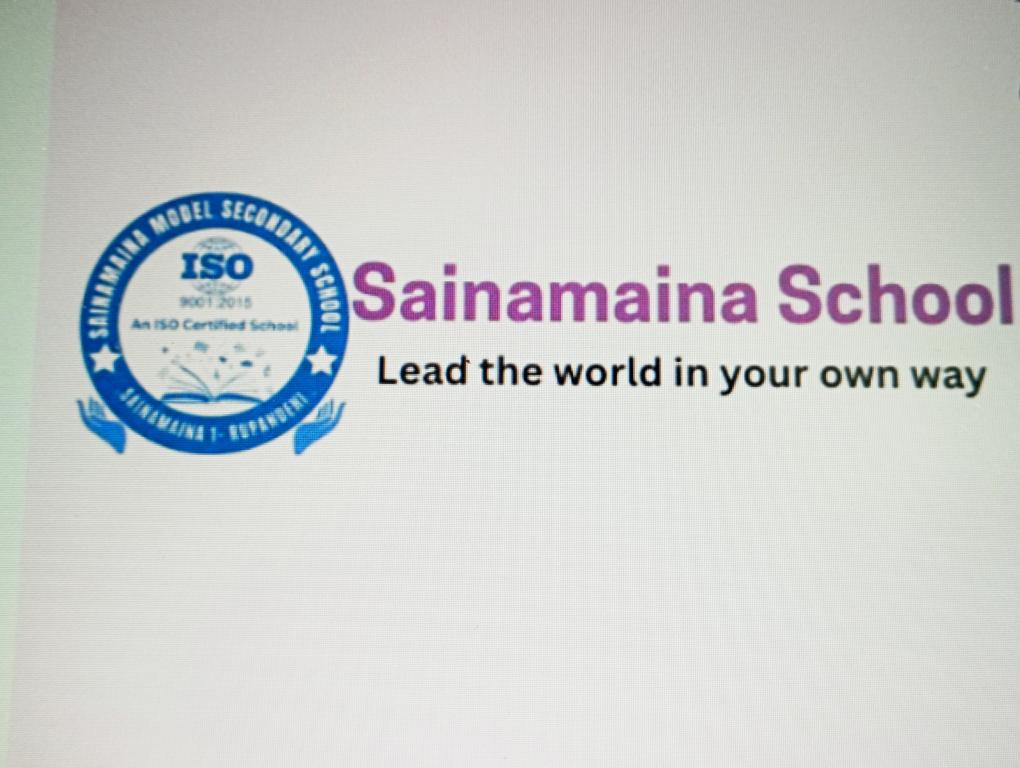 SAINAMAINA MODEL SECONDARY SCHOOL
ISO
9001:2015
An ISO Certified School
SAINAMAINA 1- RUPANDEHI
Sainamaina School
Lead the world in your own way